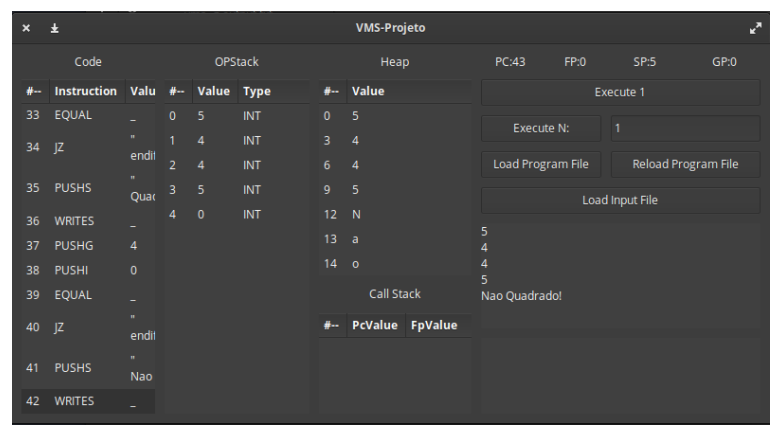 VMS-Projeto
Code
#-- Instruction Valu
33 EQUAL _
34 JZ " endif
35 PUSHS " Quac
36 WRITES _
37 PUSHG 4
38 PUSHI 0
39 EQUAL _
40 JZ " endif
41 PUSHS " Nao
42 WRITES _
OPStack
#-- Value Type
0 5 INT
1 4 INT
2 4 INT
3 5 INT
4 0 INT
Heap
#-- Value
0 5
3 4
6 4
9 5
12 N
13 a
14 o
Call Stack
#-- PcValue FpValue
PC:43 FP:0 SP:5 GP:0
Execute 1
Execute N: 1
Load Program File Reload Program File
Load Input File
5
4
4
5
Nao Quadrado!